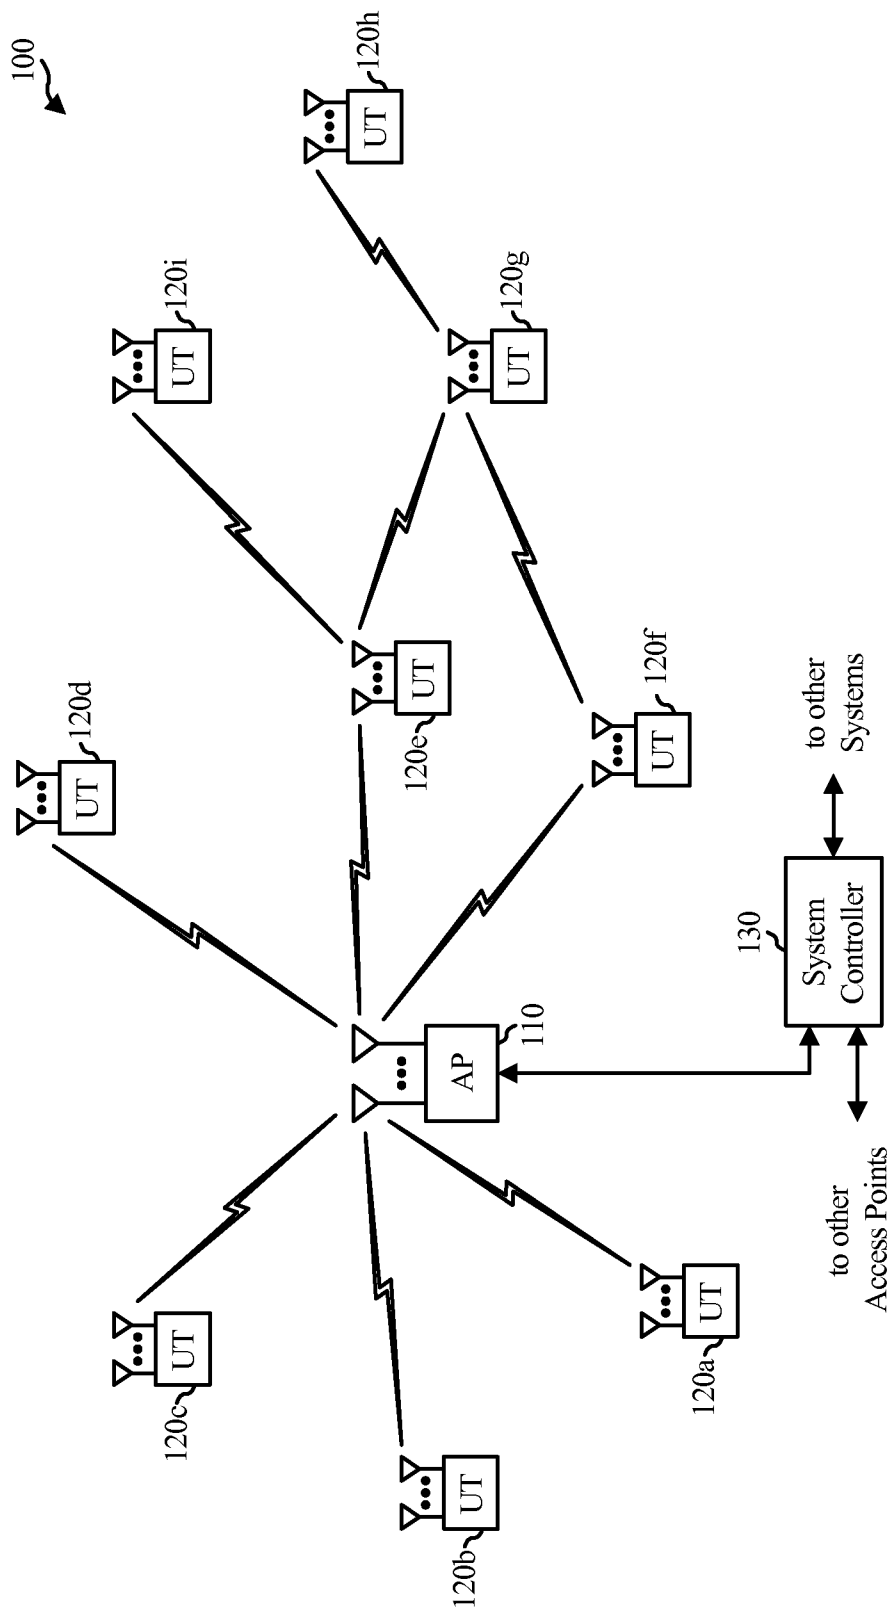 100
120h
UT
120i
UT
120g
UT
120d
UT
120e
UT
120f
UT
to other
Systems
130
System
Controller
110
AP
to other
Access Points
120c
UT
120a
UT
120b
UT